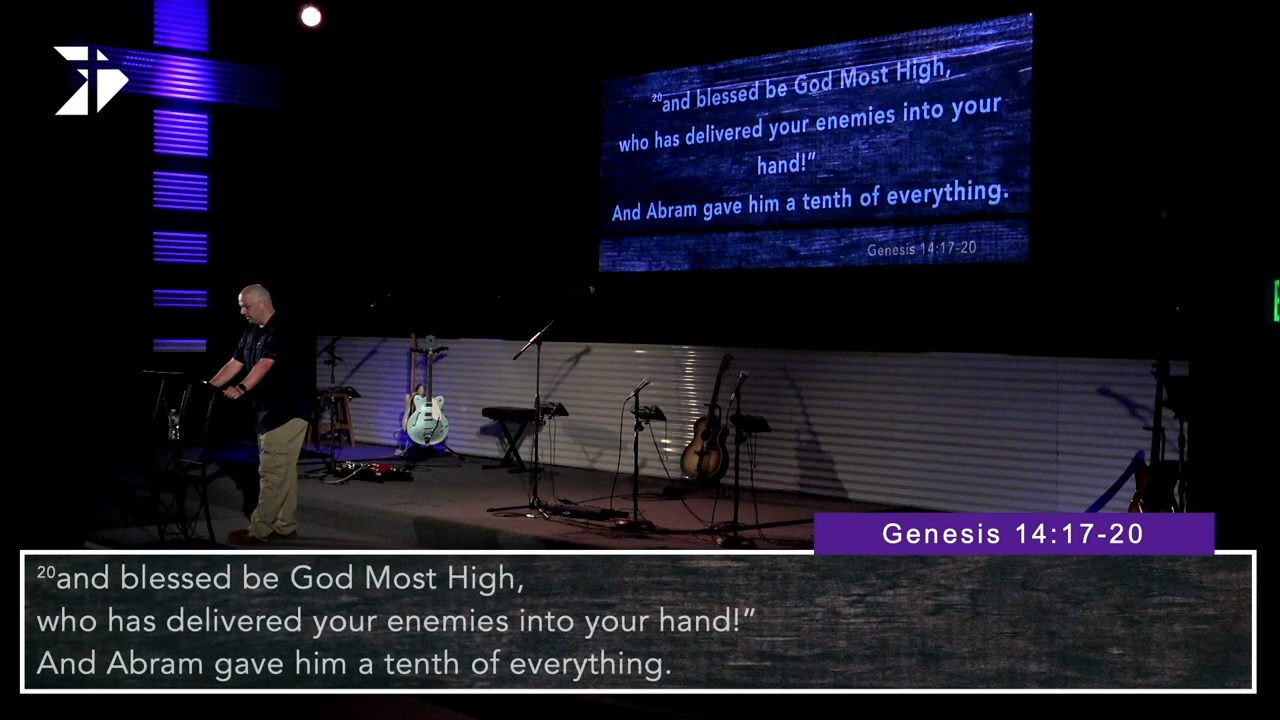 20and blessed be God Most High,
who has delivered your enemies into your
hand!”
And Abram gave him a tenth of everything.
Genesis 14:17-20
Genesis 14:17-20
20and blessed be God Most High,
who has delivered your enemies into your hand!”
And Abram gave him a tenth of everything.